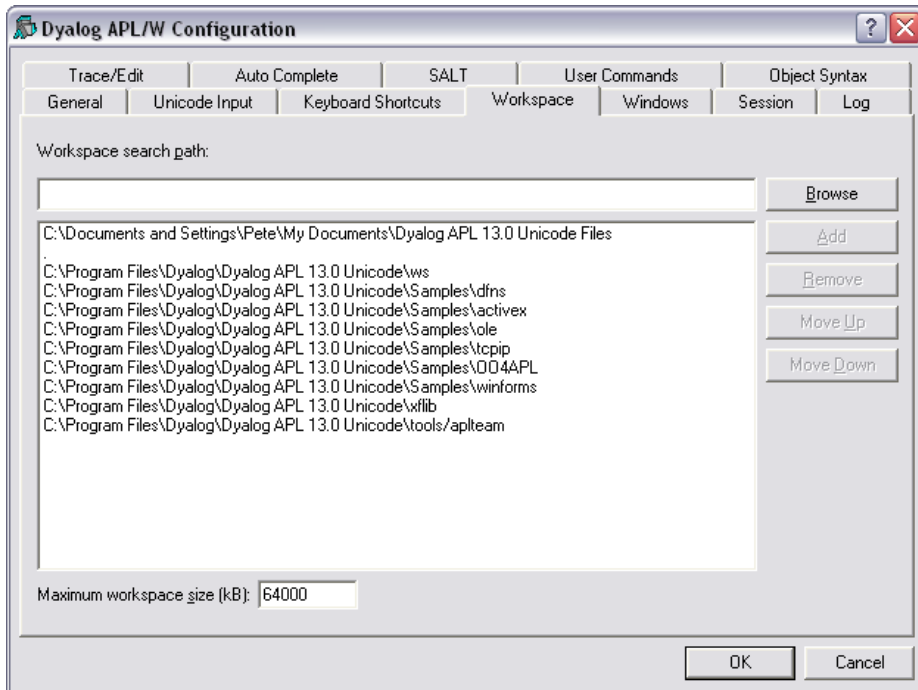 Dyalog APL/W Configuration
Trace/Edit Auto Complete SALT User Commands Object Syntax
General Unicode Input Keyboard Shortcuts Workspace Windows Session Log
Workspace search path:
Browse
C:\Documents and Settings\Pete\My Documents\Dyalog APL 13.0 Unicode Files
.
C:\Program Files\Dyalog\Dyalog APL 13.0 Unicode\ws
C:\Program Files\Dyalog\Dyalog APL 13.0 Unicode\Samples\dfns
C:\Program Files\Dyalog\Dyalog APL 13.0 Unicode\Samples\activex
C:\Program Files\Dyalog\Dyalog APL 13.0 Unicode\Samples\ole
C:\Program Files\Dyalog\Dyalog APL 13.0 Unicode\Samples\tcpip
C:\Program Files\Dyalog\Dyalog APL 13.0 Unicode\Samples\OO4APL
C:\Program Files\Dyalog\Dyalog APL 13.0 Unicode\Samples\winforms
C:\Program Files\Dyalog\Dyalog APL 13.0 Unicode\xflib
C:\Program Files\Dyalog\Dyalog APL 13.0 Unicode\tools/aplteam
Add
Remove
Move Up
Move Down
Maximum workspace size (kB): 64000
OK Cancel